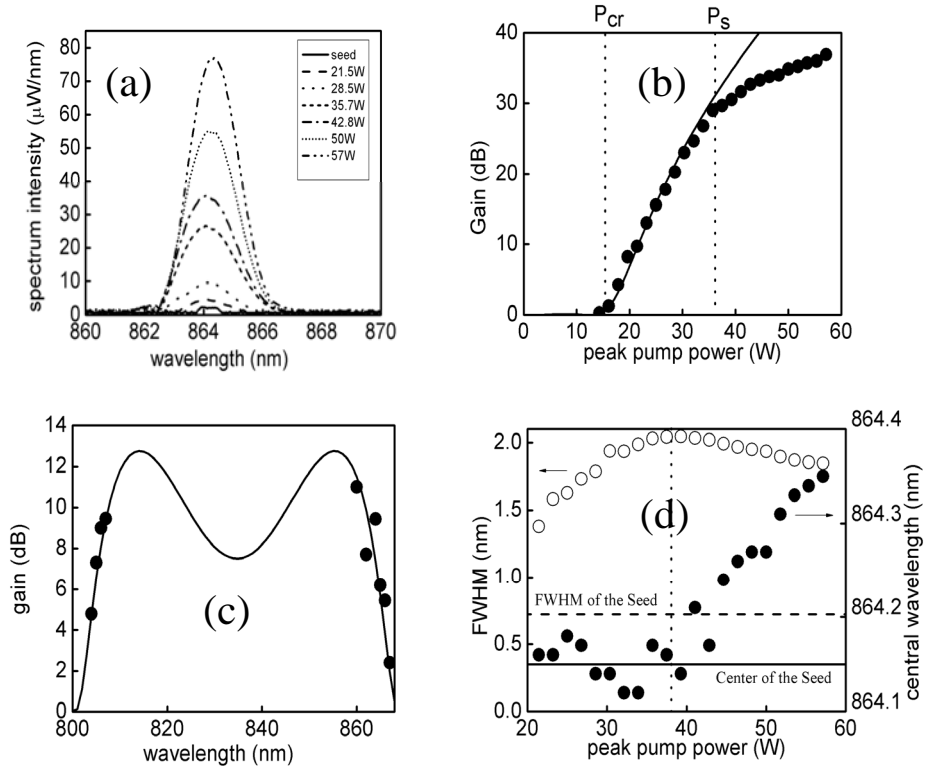 (a)
spectrum intensity (μW/nm)
80
70
60
50
40
30
20
10
0
seed
21.5W
28.5W
35.7W
42.8W
50W
57W
860 862 864 866 868 870
wavelength (nm)
Pcr Ps
(b)
Gain (dB)
40
30
20
10
0
0 10 20 30 40 50 60
peak pump power (W)
(c)
gain (dB)
14
12
10
8
6
4
2
0
800 820 840 860
wavelength (nm)
(d)
FWHM (nm)
2.0
1.5
1.0
0.5
0.0
FWHM of the Seed
Center of the Seed
864.4
864.3
864.2
864.1
central wavelength (nm)
20 30 40 50 60
peak pump power (W)